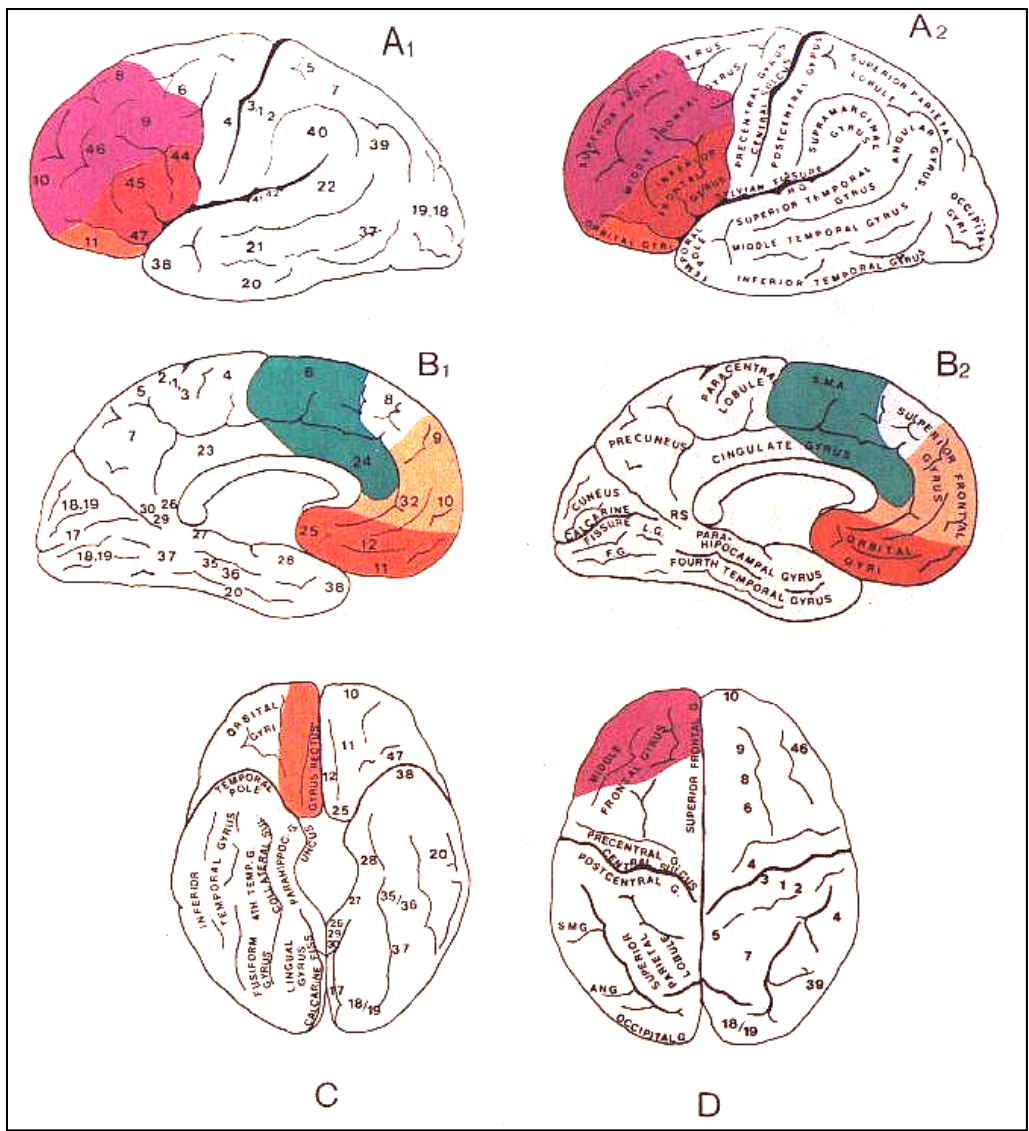 A1
8
5
6
7
3,1,2
4
9
40
46
44
39
10
45
22
41
42
19,18
11
47
21
37
38
20
A2
SUPERIOR FRONTAL GYRUS
MIDDLE FRONTAL GYRUS
INFERIOR FRONTAL GYRUS
ORBITAL GYRI
PRECENTRAL GYRUS
CENTRAL SULCUS
POSTCENTRAL GYPUS
SUPERIOR PARIETAL
LOBULE
SUPRAMARGINAL
GYRUS
ANGULAR GYRUS
LVIAN FISSURE
H.G.
SUPERIOR TEMPORAL
GYRUS
MIDDLE TEMPORAL GYRUS
INFERIOR TEMPORAL GYRUS
TEMPORAL
POLE
OCCIPITAL
GYRI
B1
2,1,3
5
4
6
8
7
9
23
24
18,19
30
26
29
32
10
17
27
25
18,19
37
35
36
28
12
20
38
11
B2
PARACENTRAL
LOBULE
S.M.A.
SULPERIOR FRONTVAL
GYRUS
PRECUNEUS
CINGULATE GYRUS
CUNEUS
CALCARINE
FISSURE
RS
L.G.
F.G.
PARA-
HIPOCAMPAL GYRUS
FOURTH TEMPORAL GYRUS
ORBITAL
GYRI
ORBITAL
GYRI
GYRUS RECTUS
TEMPORAL
POLE
10
11
12
47
38
25
INFERIOR
TEMPORAL GYRUS
4TH TEMP. G.
COLLATERAL SUL
PARAHIPPOC. G
UNCUS
FUSIFORM
GYRUS
LINGUAL
GYRUS
CALCARINE FISS.
28
20
27
35/36
26
29
30
37
17
18/19
C
MIDDLE
FRONTAL GYRUS
SUPERIOR FRONTAL G.
10
9
46
8
6
PRECENTRAL G.
CENTRAL SULCUS
POSTCENTRAL G.
4
3
1
2
4
SMG
SUPERIOR
PARIETAL
LOBULE
5
7
39
ANG
OCCIPITAL G.
18/19
D